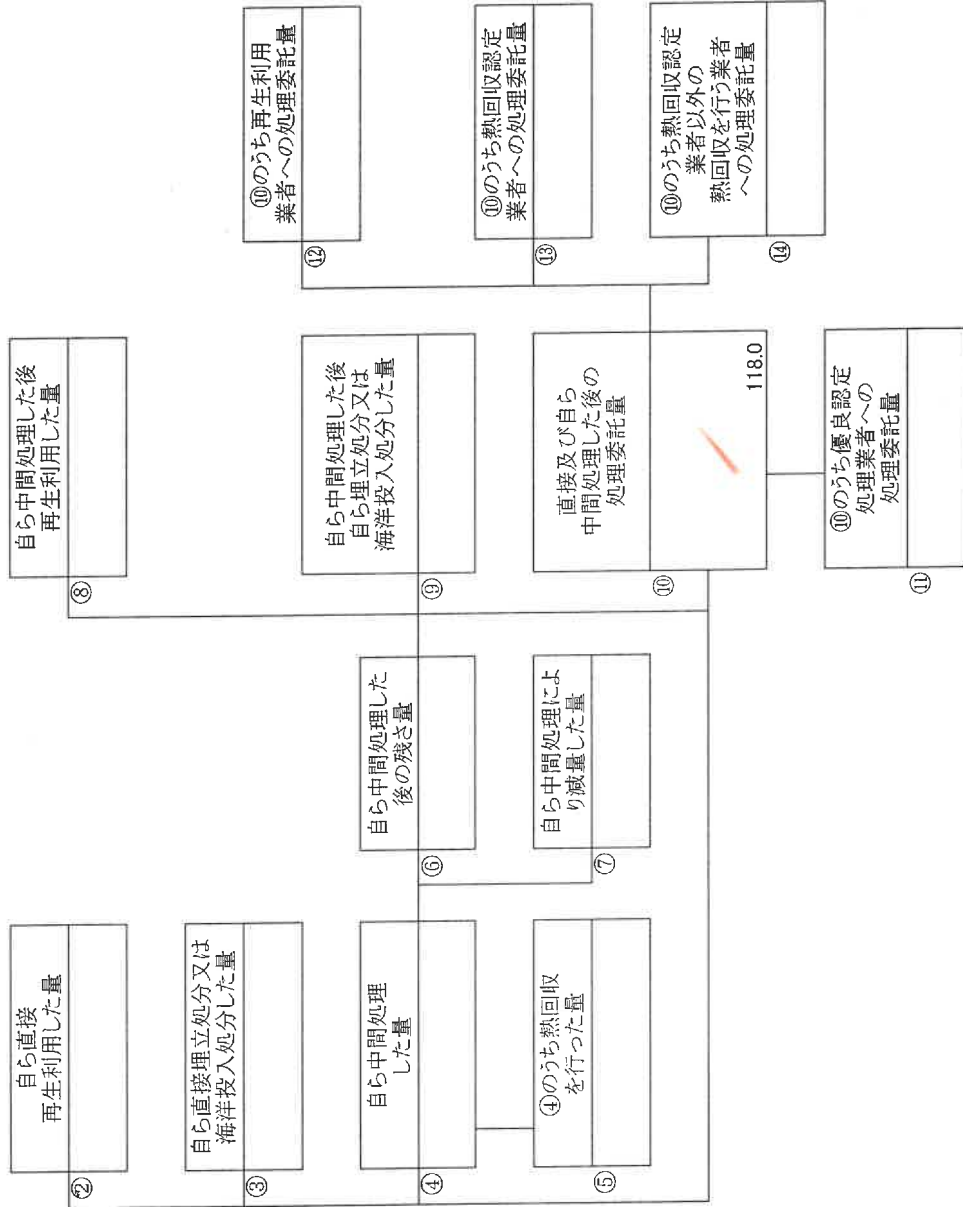 ②
自ら直接
再生利用した量
③
自ら直接埋立処分又は
海洋投入処分した量
④
自ら中間処理
した量
⑤
④のうち熱回収
を行った量
⑥
自ら中間処理した
後の残さ量
⑦
自ら中間処理によ
り減量した量
⑧
自ら中間処理した後
再生利用した量
⑨
自ら中間処理した後
自ら埋立処分又は
海洋投入処分した量
⑩
直接及び自ら
中間処理した後の
処理委託量
118.0
⑪
⑩のうち優良認定
処理業者への
処理委託量
⑫
⑩のうち再生利用
業者への処理委託量
⑬
⑩のうち熱回収認定
業者への処理委託量
⑭
⑩のうち熱回収認定
業者以外の
熱回収を行う業者
への処理委託量